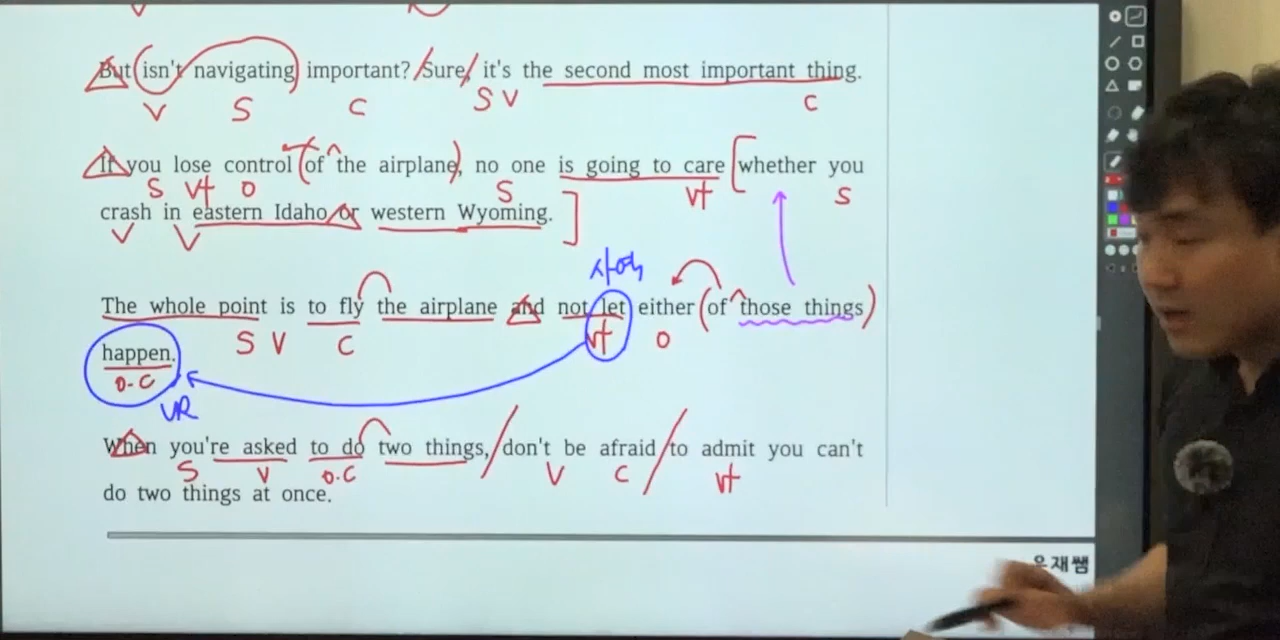 But isn't navigating important? Sure, it's the second most important thing.
V S C S V C
If you lose control of the airplane, no one is going to care whether you
S vt O S vt S
crash in eastern Idaho or western Wyoming.
V V
사역
The whole point is to fly the airplane and not let either of those things
S V C vt O
happen.
O.C
VR
When you're asked to do two things, don't be afraid to admit you can't
S V O.C V C vt
do two things at once.
재쌤